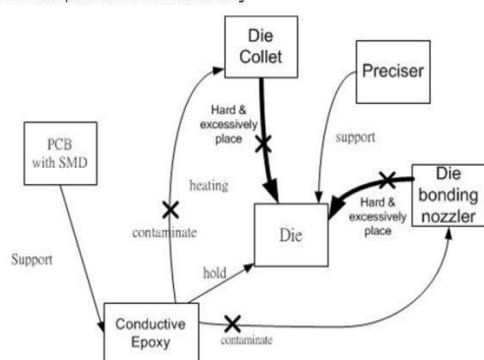 Die
Collet
Preciser
Hard &
excessively
place
PCB
with SMD
support
Die
bonding
nozzler
heating
Hard &
excessively
place
contaminate
Die
Support
hold
Conductive
Epoxy
contaminate